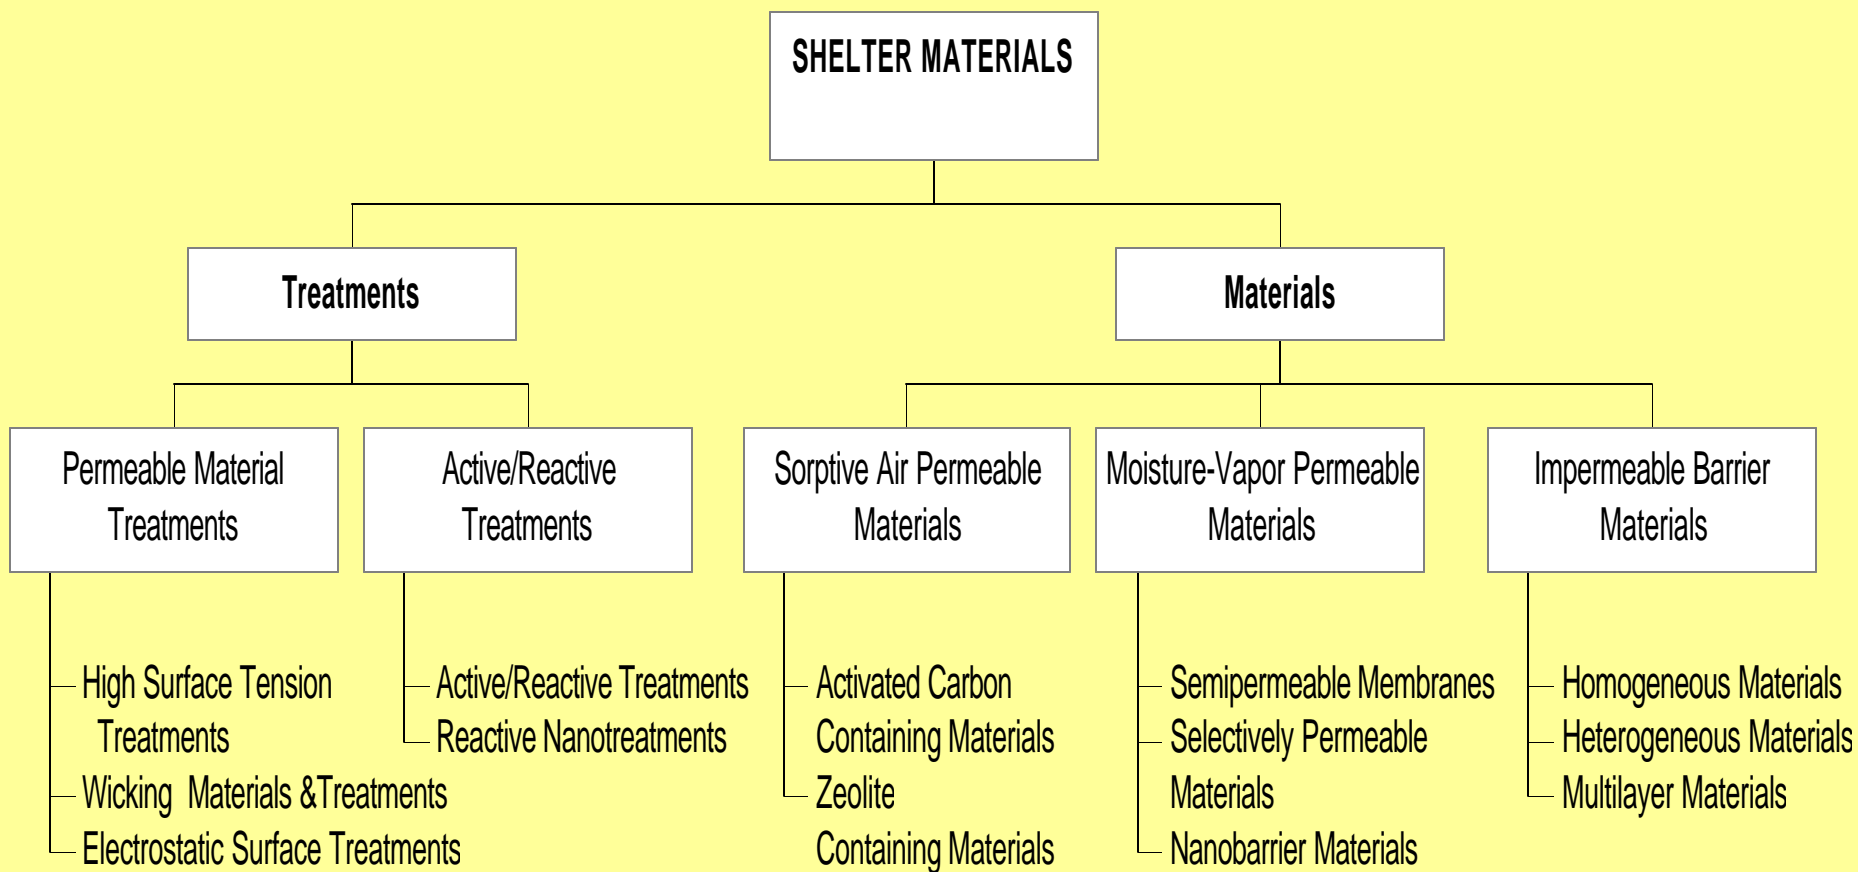 SHELTER MATERIALS
Treatments
Materials
Permeable Material
Treatments
Active/Reactive
Treatments
Sorptive Air Permeable
Materials
Moisture-Vapor Permeable
Materials
Impermeable Barrier
Materials
High Surface Tension
Treatments
Wicking Materials &Treatments
Electrostatic Surface Treatments
Active/Reactive Treatments
Reactive Nanotreatments
Activated Carbon
Containing Materials
Zeolite
Containing Materials
Semipermeable Membranes
Selectively Permeable
Materials
Nanobarrier Materials
Homogeneous Materials
Heterogeneous Materials
Multilayer Materials